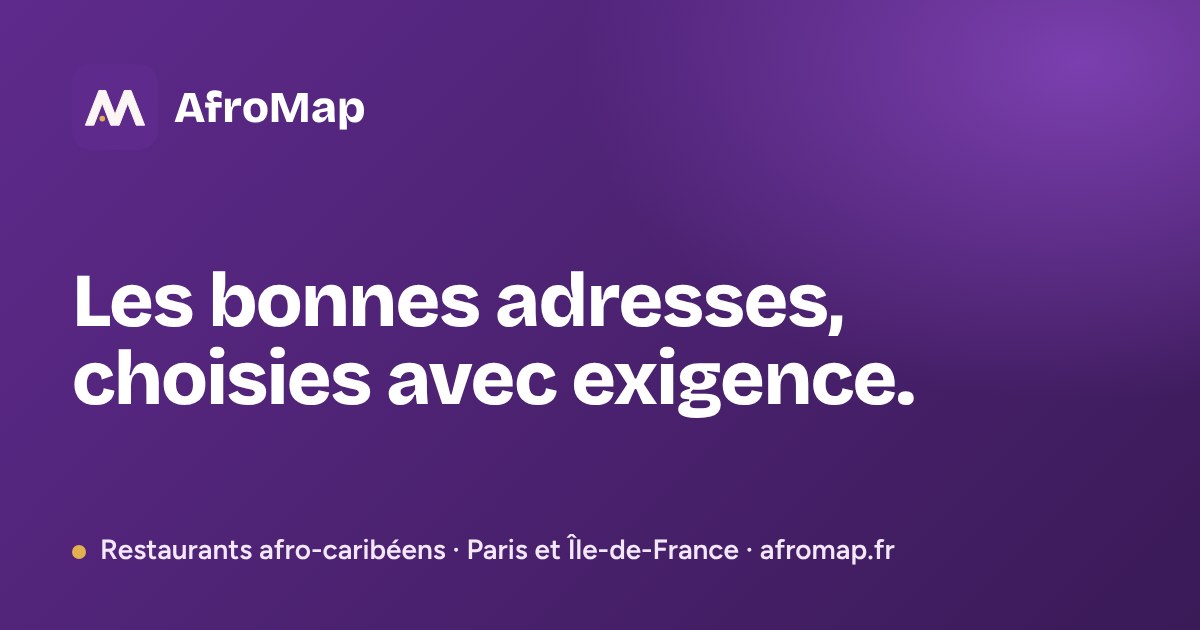 AfroMap
Les bonnes adresses,
choisies avec exigence.
Restaurants afro-caribéens · Paris et Île-de-France · afromap.fr